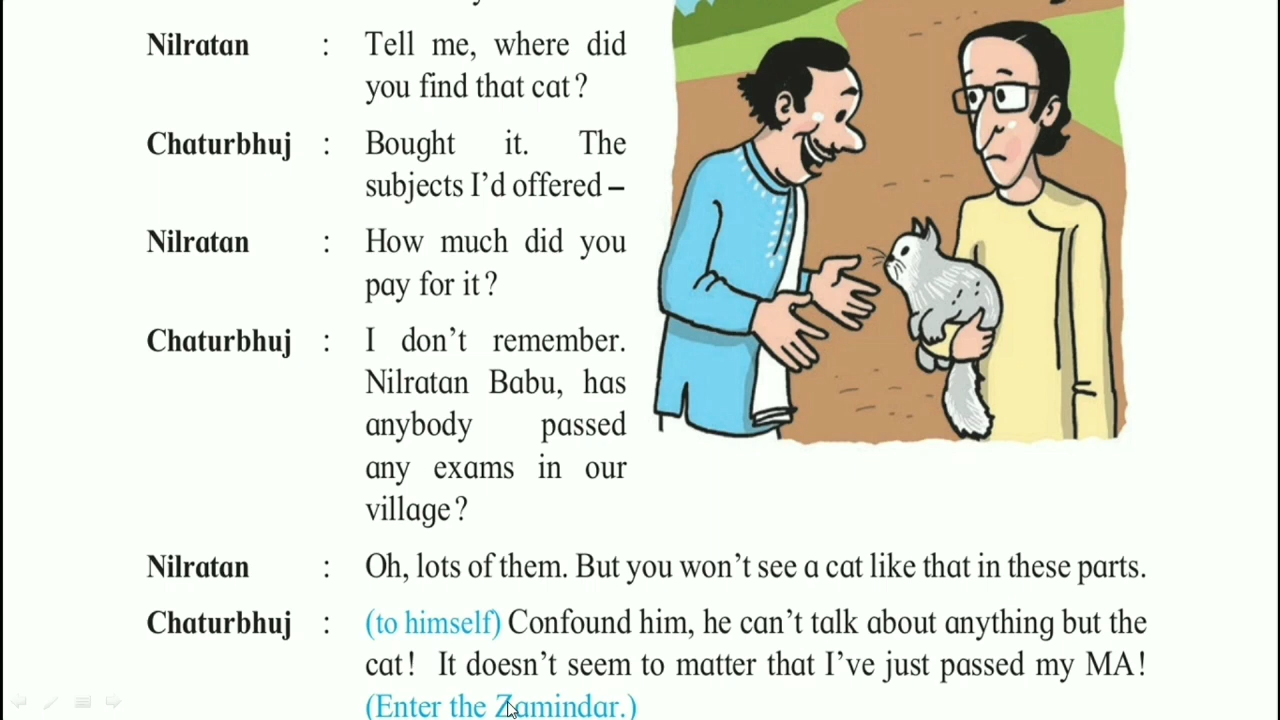 Nilratan : Tell me, where did
you find that cat?
Chaturbhuj : Bought it. The
subjects I'd offered –
Nilratan : How much did you
pay for it?
Chaturbhuj : I don't remember.
Nilratan Babu, has
anybody passed
any exams in our
village?
Nilratan : Oh, lots of them. But you won't see a cat like that in these parts.
Chaturbhuj : (to himself) Confound him, he can't talk about anything but the
cat! It doesn't seem to matter that I've just passed my MA!
(Enter the Zamindar.)